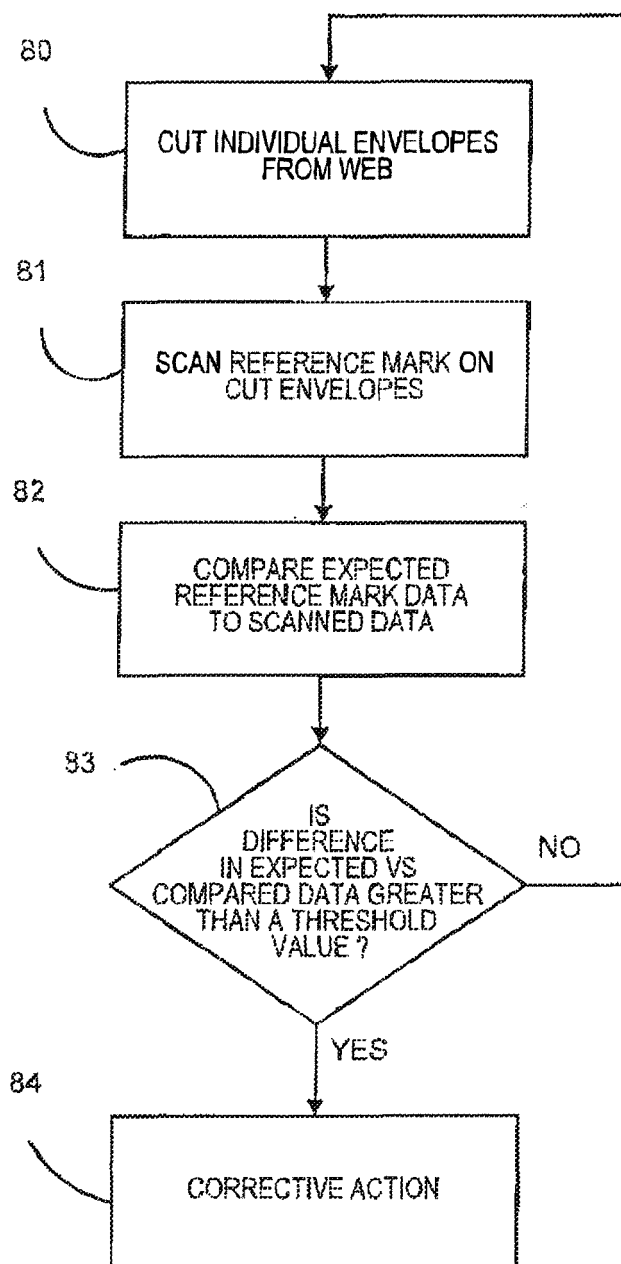 80
CUT INDIVIDUAL ENVELOPES
FROM WEB
81
SCAN REFERENCE MARK ON
CUT ENVELOPES
82
COMPARE EXPECTED
REFERENCE MARK DATA
TO SCANNED DATA
83
IS
DIFFERENCE
IN EXPECTED VS
COMPARED DATA GREATER
THAN A THRESHOLD
VALUE ?
NO
YES
84
CORRECTIVE ACTION